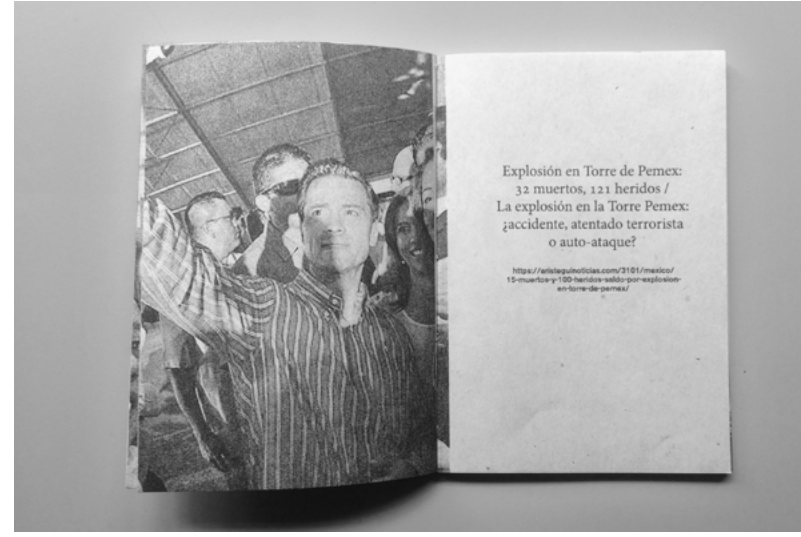 Explosión en Torre de Pemex:
32 muertos, 121 heridos /
La explosión en la Torre Pemex:
¿accidente, atentado terrorista
o auto-ataque?
https://aristeguinoticias.com/3101/mexico/
15-muertos-y-100-heridos-saldo-por-explosion-
en-torre-de-pemex/